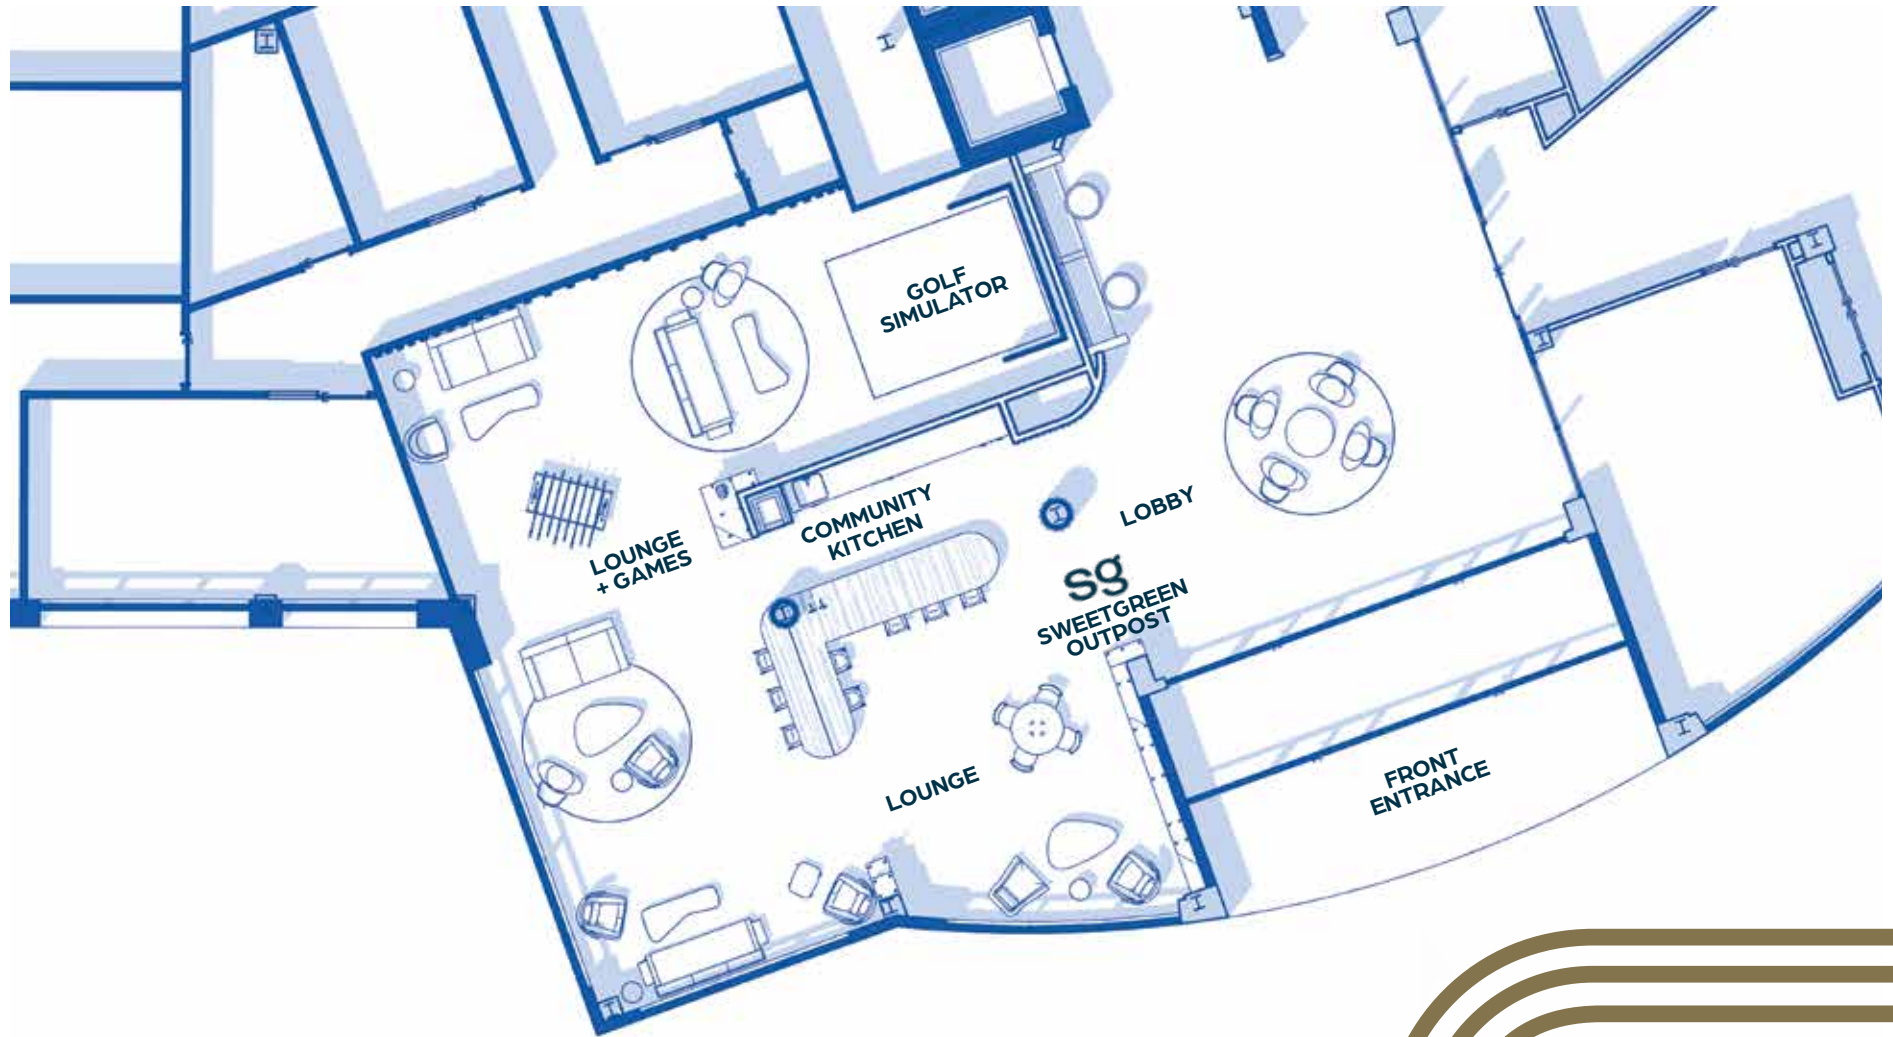 GOLF
SIMULATOR
COMMUNITY
KITCHEN
LOUNGE
+ GAMES
LOBBY
sg
SWEETGREEN
OUTPOST
LOUNGE
FRONT
ENTRANCE